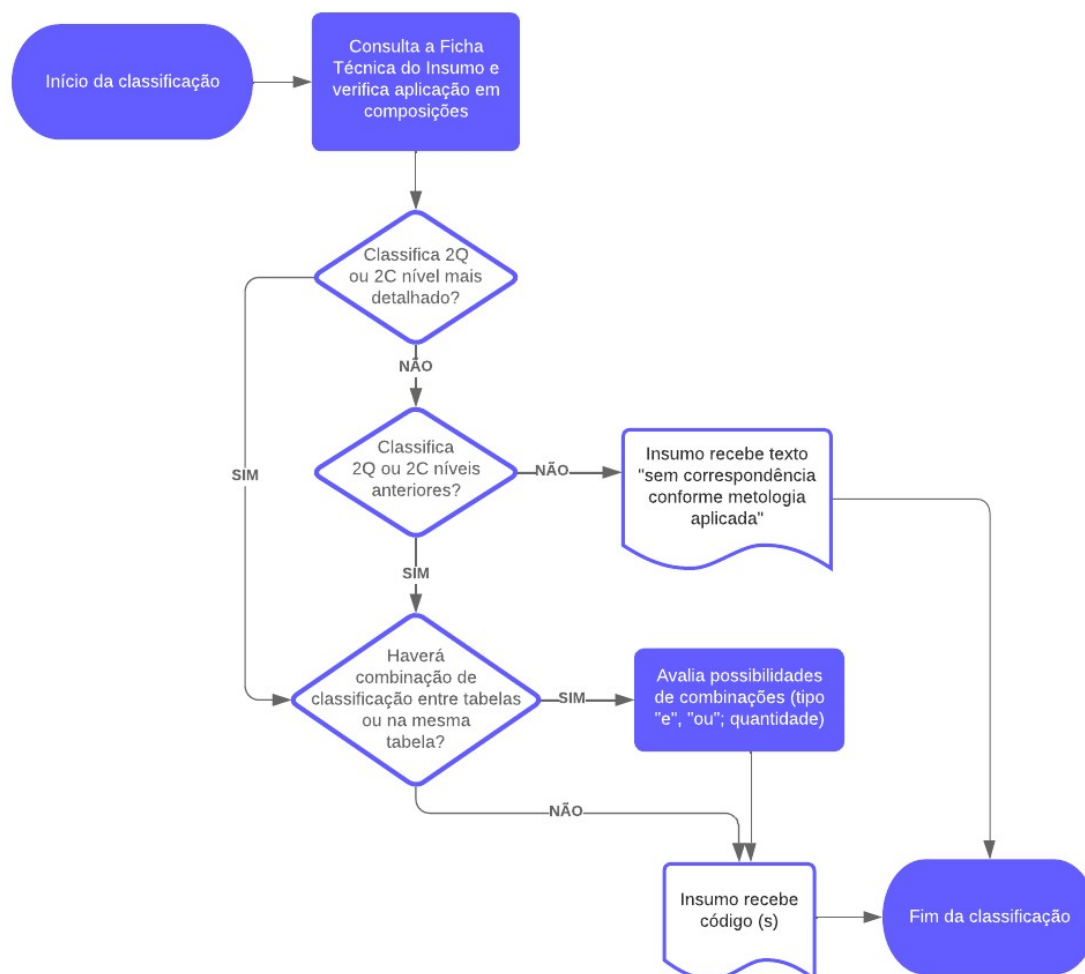 Início da classificação
Consulta a Ficha
Técnica do Insumo e
verifica aplicação em
composições
Classifica 2Q
ou 2C nível mais
detalhado?
NÃO
SIM
Classifica
2Q ou 2C níveis
anteriores?
NÃO
Insumo recebe texto
"sem correspondência
conforme metologia
aplicada"
SIM
Haverá
combinação de
classificação entre tabelas
ou na mesma
tabela?
SIM
Avalia possibilidades
de combinações (tipo
"e", "ou"; quantidade)
NÃO
Insumo recebe
código (s)
Fim da classificação